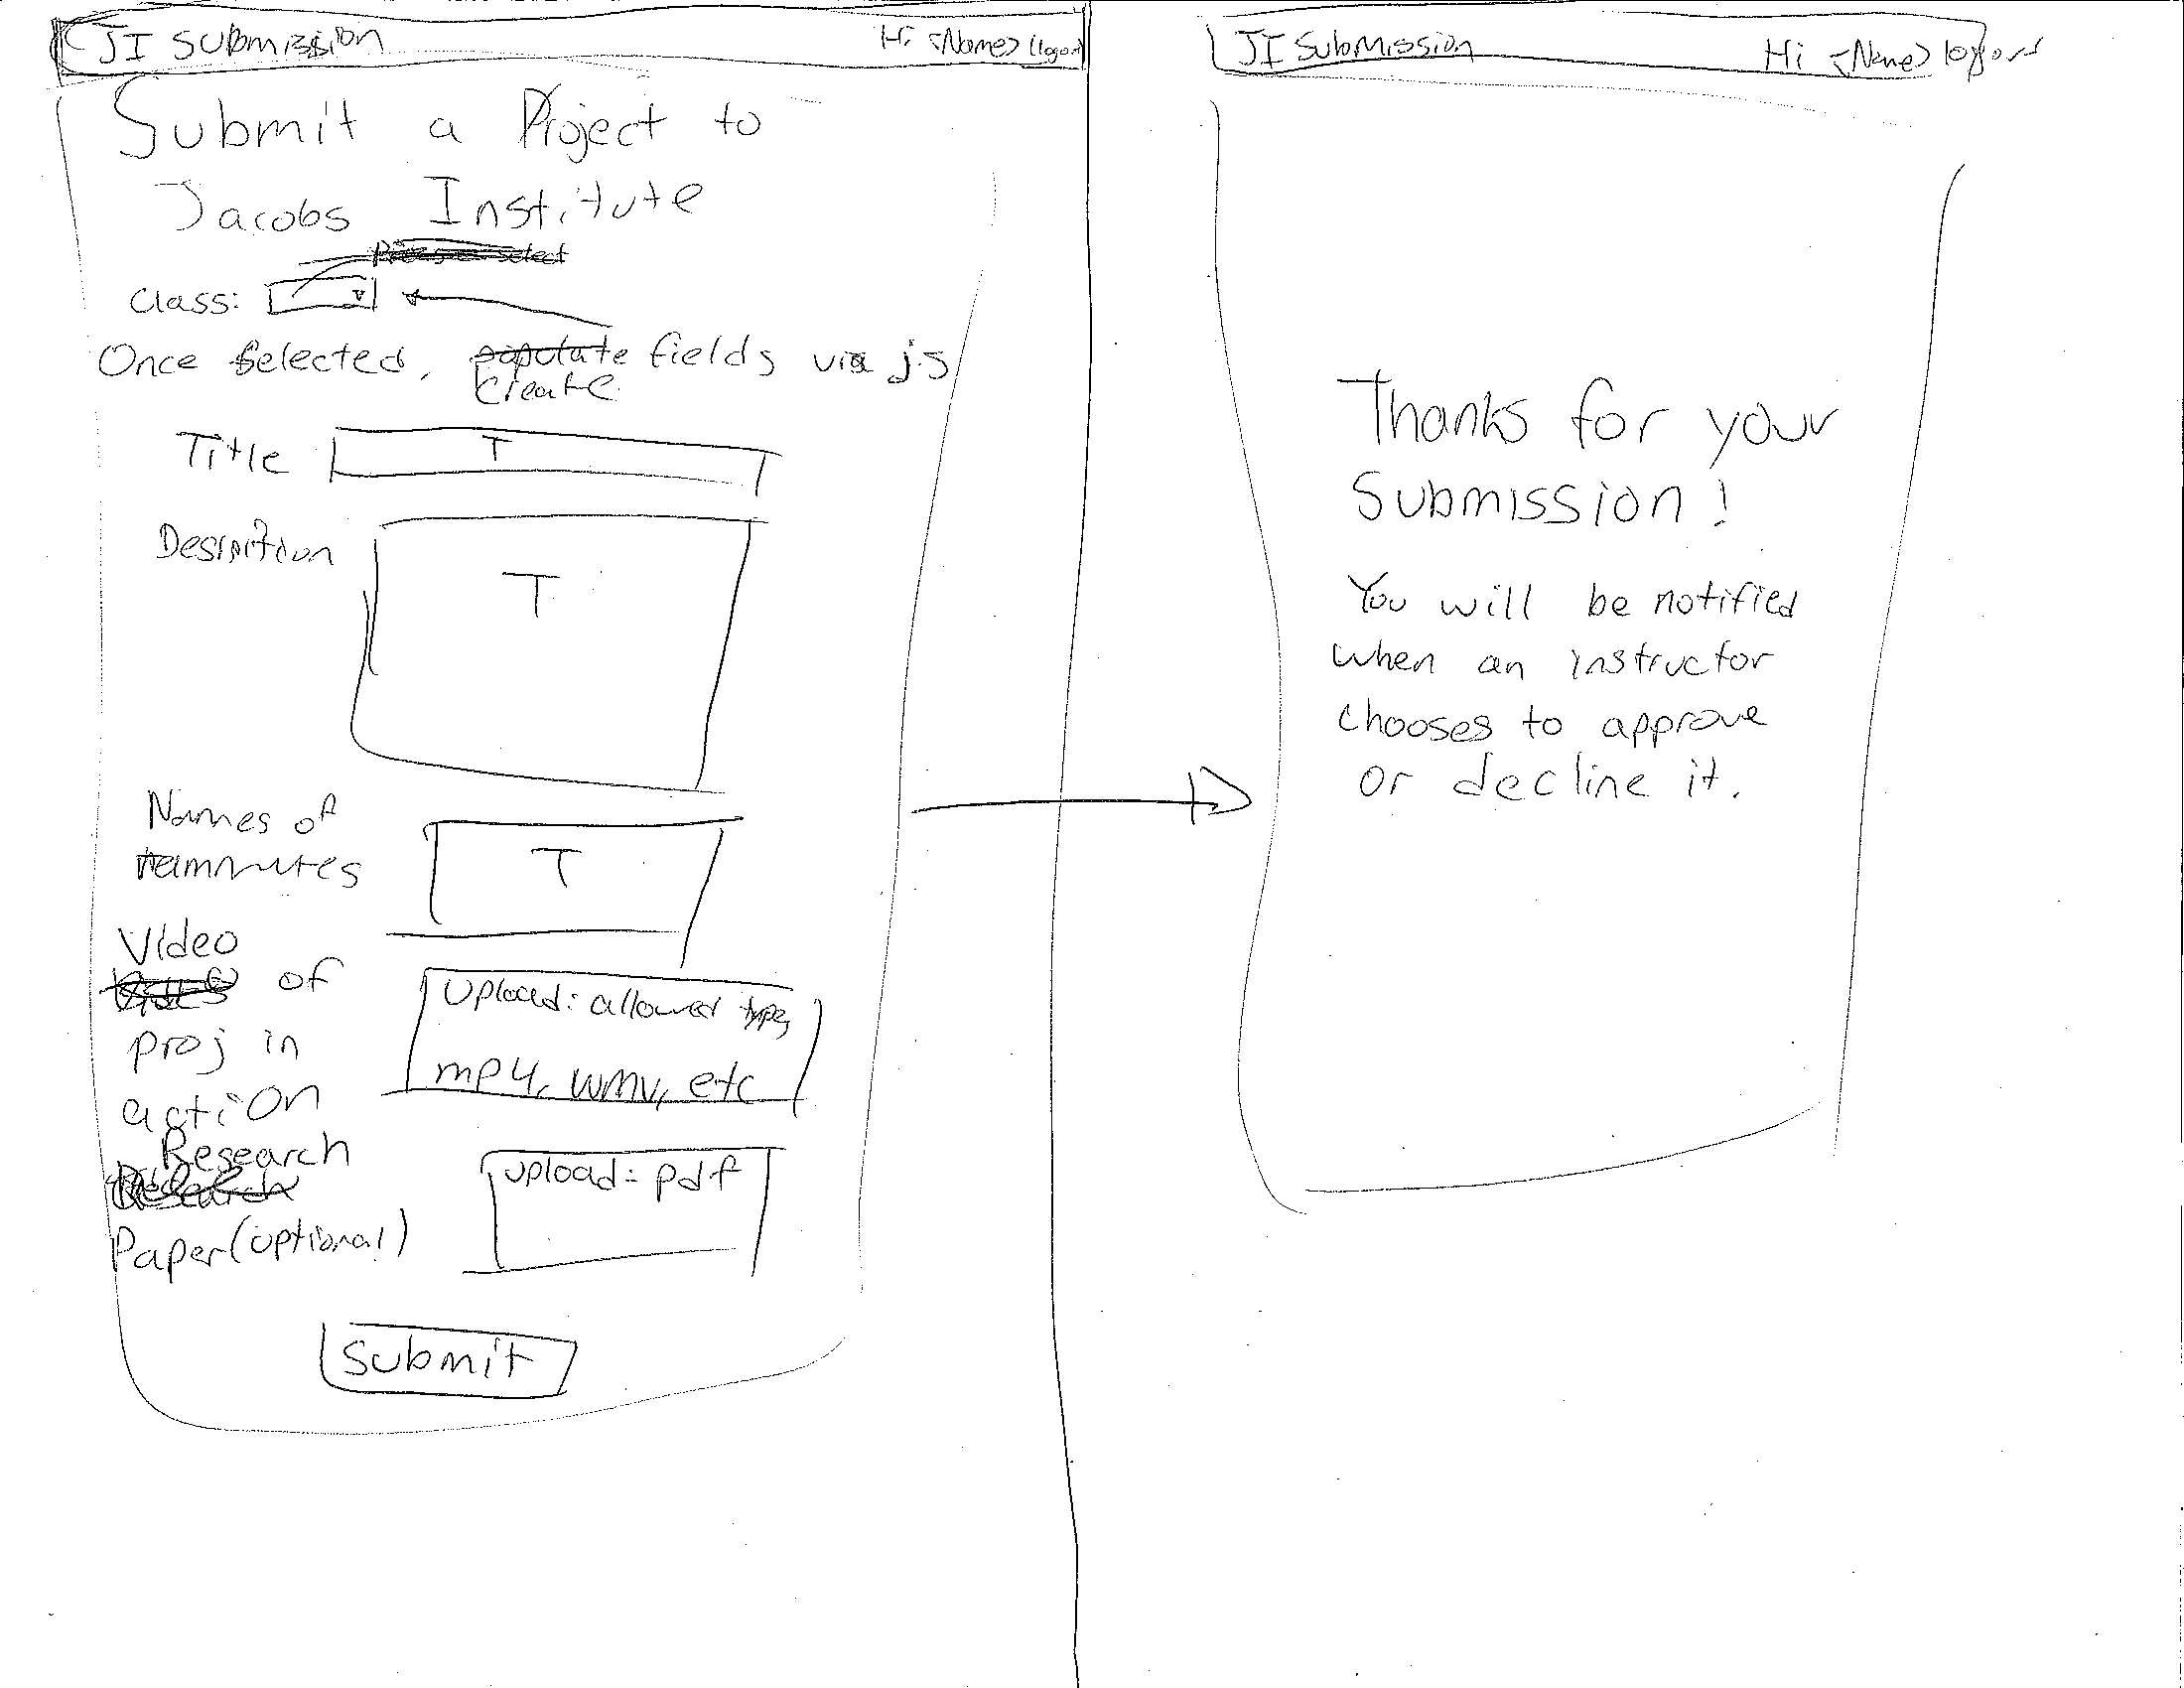 JI Submission
Hi <Name> (logout)
Submit a Project to
Jacobs Institute
Please select
Class:
Once selected, populate fields via js
create
Title
T
Desription
T
Names of
teammates
T
Video
of
proj in
action
Upload: allowed types
mp4, wmv, etc
Research
Research
Paper (optional)
upload: pdf
Submit
JI Submission
Hi <Name> logout
Thanks for your
Submission!
You will be notified
when an instructor
chooses to approve
or decline it.